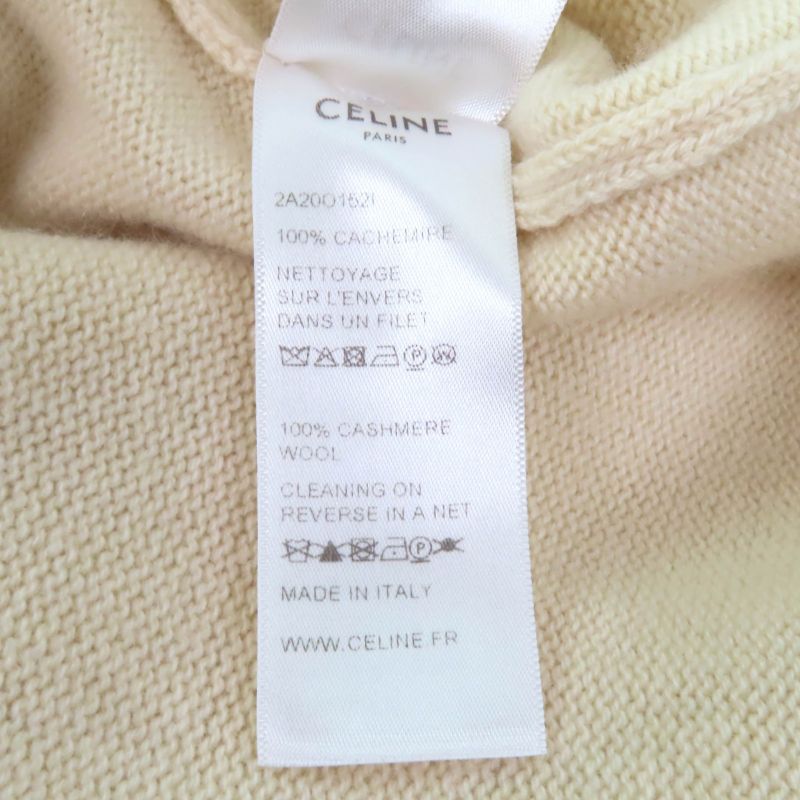 CELINE
PARIS
2A20O152I
100% CACHEMIRE
NETTOYAGE
SUR L'ENVERS
DANS UN FILET
P W
100% CASHMERE
WOOL
CLEANING ON
REVERSE IN A NET
P
MADE IN ITALY
WWW.CELINE.FR